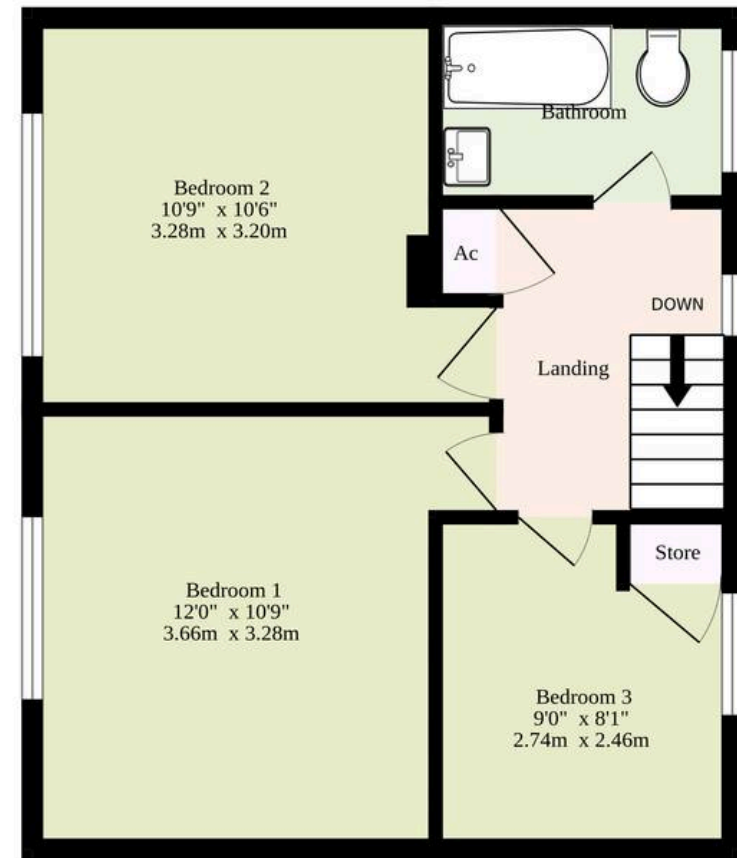 Bathroom
Bedroom 2
10'9" x 10'6"
3.28m x 3.20m
Ac
DOWN
Landing
Bedroom 1
12'0" x 10'9"
3.66m x 3.28m
Store
Bedroom 3
9'0" x 8'1"
2.74m x 2.46m